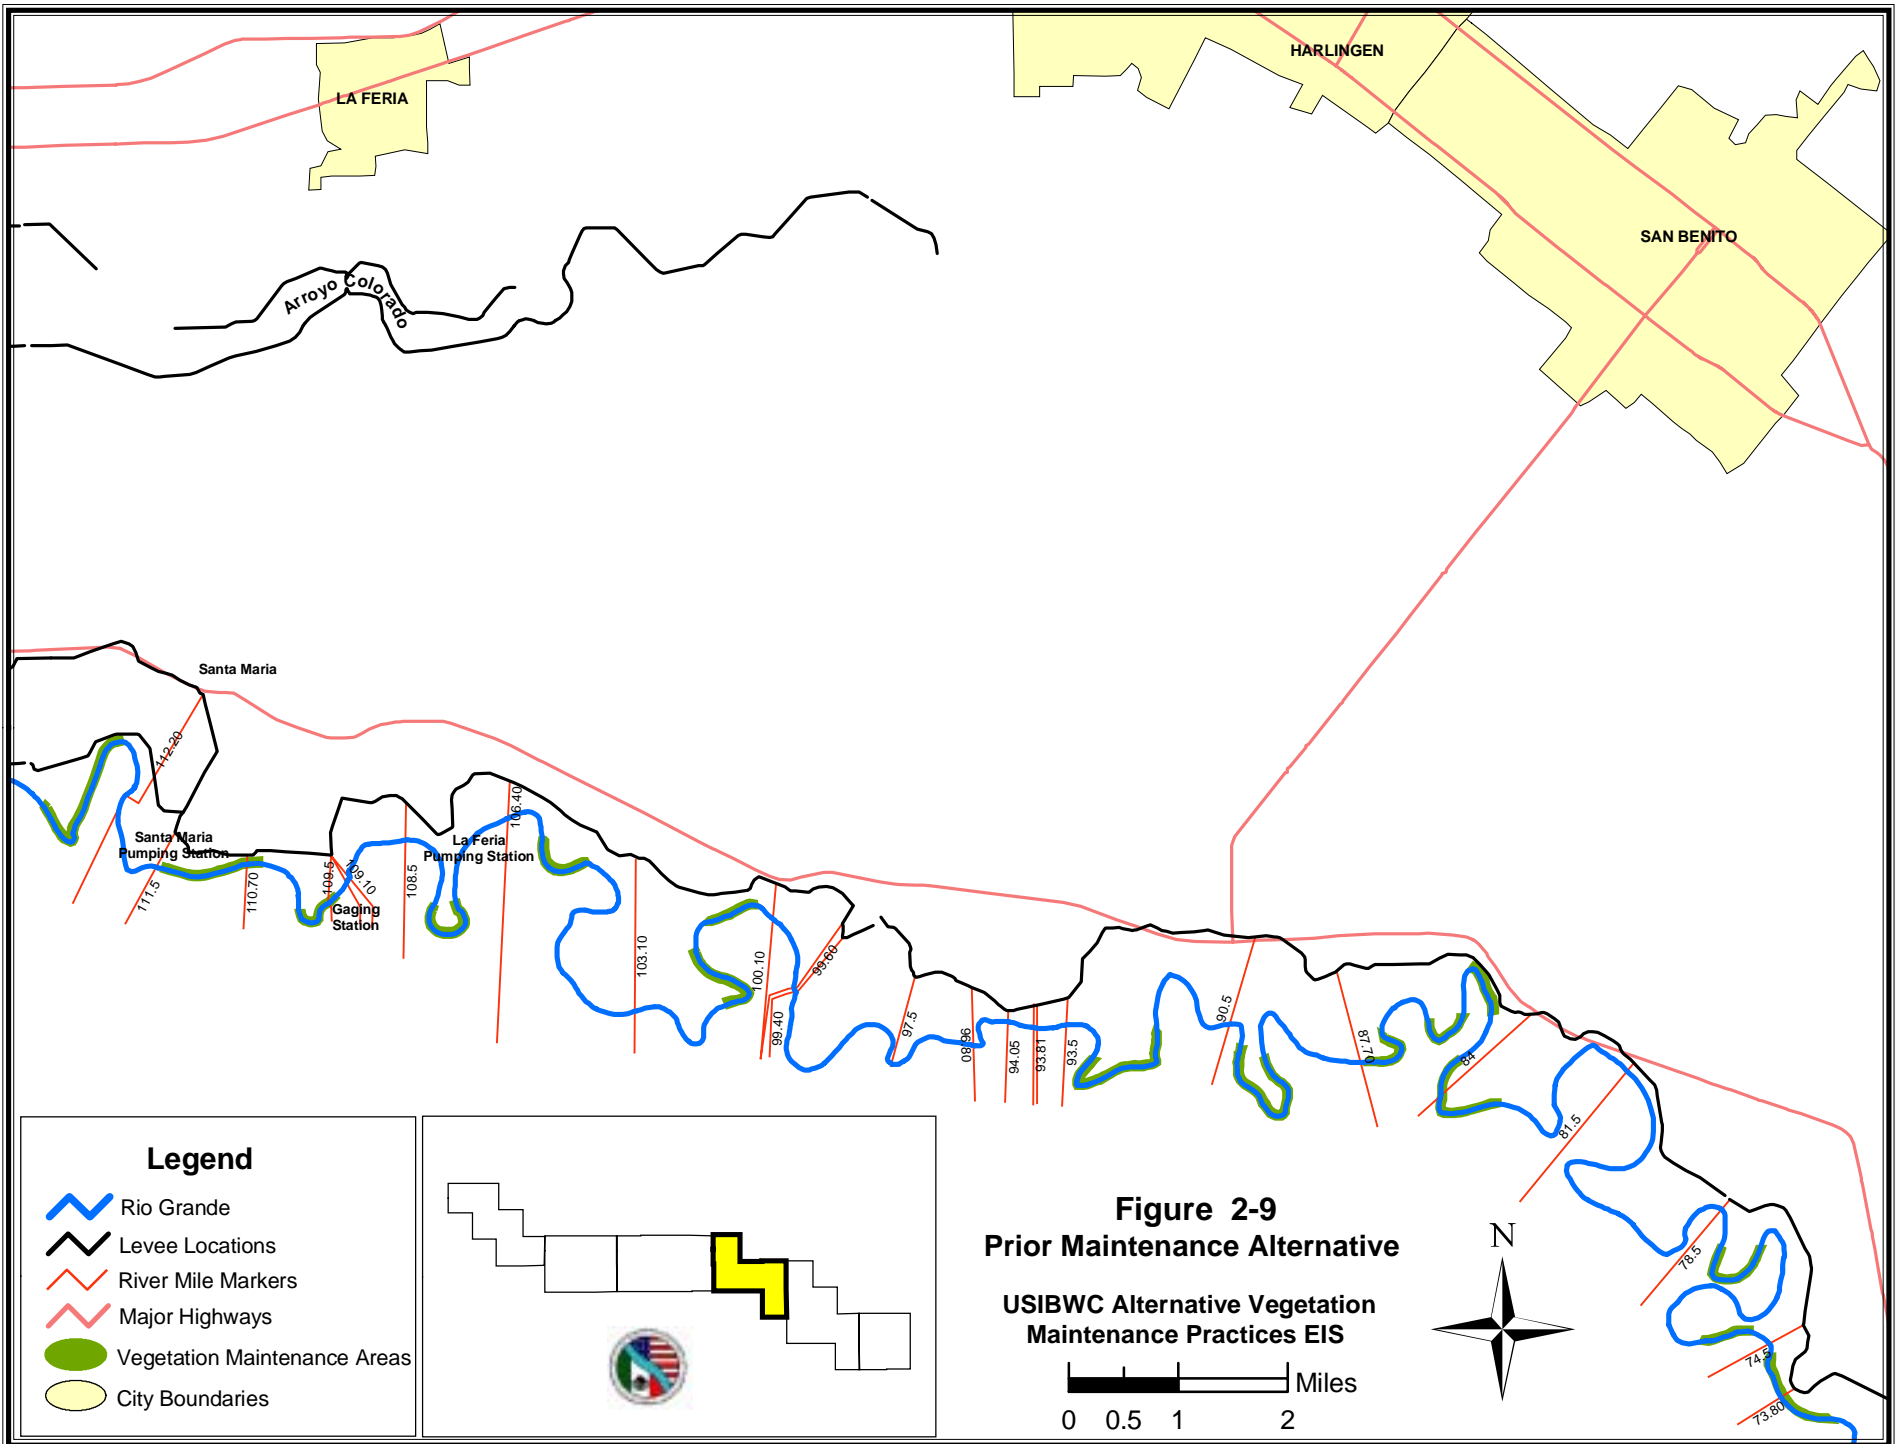 HARLINGEN
LA FERIA
SAN BENITO
Arroyo Colorado
Santa Maria
112.20
Santa Maria
Pumping Station
111.5
110.70
109.5
109.10
Gaging
Station
108.5
La Feria
Pumping Station
106.40
103.10
100.10
99.40
99.60
97.5
96.80
94.05
93.81
93.5
90.5
87.70
84
81.5
78.5
74.5
73.80
Legend
Rio Grande
Levee Locations
River Mile Markers
Major Highways
Vegetation Maintenance Areas
City Boundaries
Figure 2-9
Prior Maintenance Alternative
USIBWC Alternative Vegetation
Maintenance Practices EIS
Miles
0 0.5 1 2
N